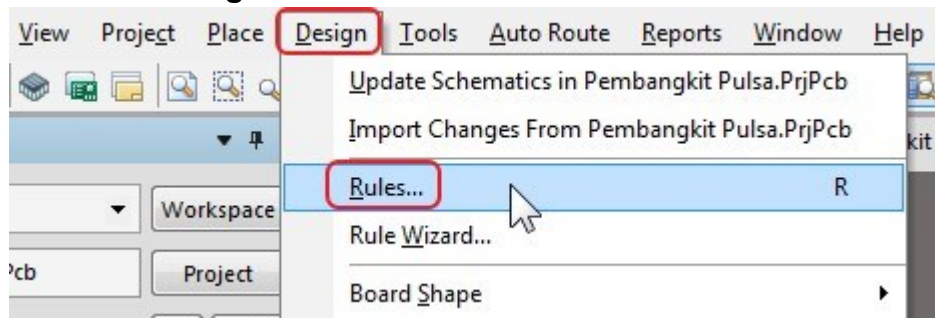 View Project Place Design Tools Auto Route Reports Window Help
Update Schematics in Pembangkit Pulsa.PrjPcb
Import Changes From Pembangkit Pulsa.PrjPcb
kit
Rules... R
Workspace
Rule Wizard...
Pcb Project
Board Shape